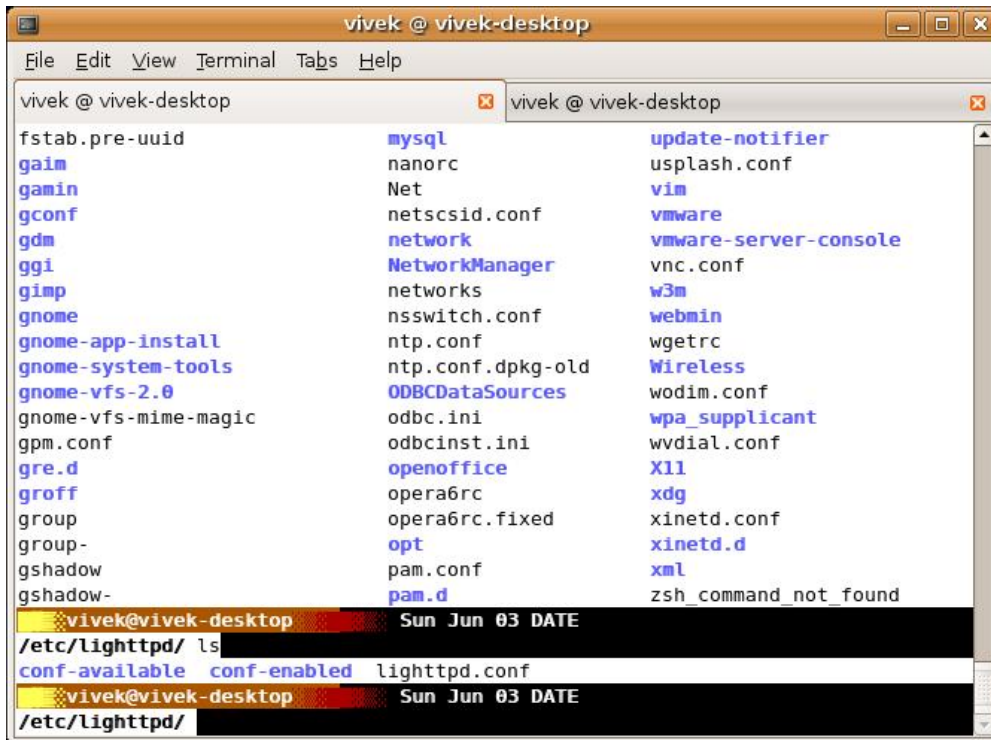 vivek @ vivek-desktop
File Edit View Terminal Tabs Help
vivek @ vivek-desktop vivek @ vivek-desktop
fstab.pre-uuid mysql update-notifier
gaim nanorc usplash.conf
gamin Net vim
gconf netscsid.conf vmware
gdm network vmware-server-console
ggi NetworkManager vnc.conf
gimp networks w3m
gnome nsswitch.conf webmin
gnome-app-install ntp.conf wgetrc
gnome-system-tools ntp.conf.dpkg-old Wireless
gnome-vfs-2.0 ODBCDataSources wodim.conf
gnome-vfs-mime-magic odbc.ini wpa_supplicant
gpm.conf odbcinst.ini wvdial.conf
gre.d openoffice X11
groff opera6rc xdg
group opera6rc.fixed xinetd.conf
group- opt xinetd.d
gshadow pam.conf xml
gshadow- pam.d zsh_command_not_found
vivek@vivek-desktop Sun Jun 03 DATE
/etc/lighttpd/ ls
conf-available conf-enabled lighttpd.conf
vivek@vivek-desktop Sun Jun 03 DATE
/etc/lighttpd/